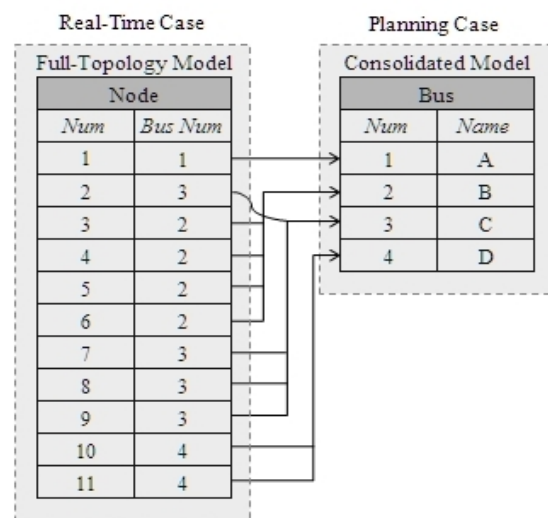 Real-Time Case
Planning Case
Full-Topology Model
Consolidated Model
Node
Bus
Num Bus Num
Num Name
1 1
1 A
2 3
2 B
3 2
3 C
4 2
4 D
5 2
6 2
7 3
8 3
9 3
10 4
11 4